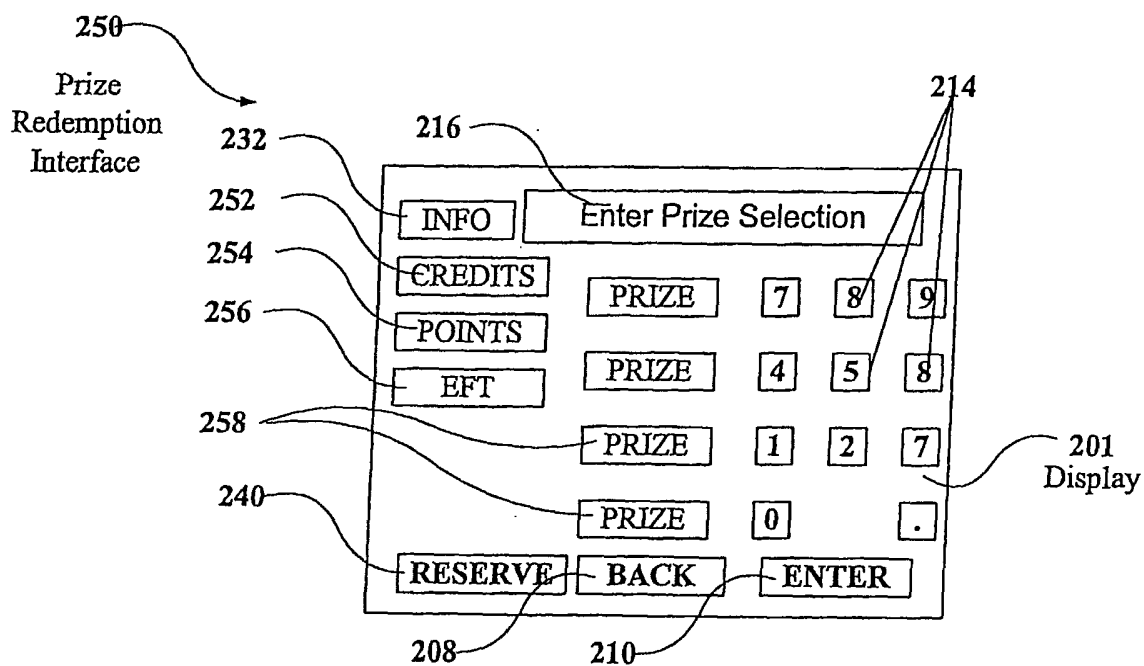 250
Prize
Redemption
Interface
214
216
232
252
254
256
258
240
INFO
Enter Prize Selection
CREDITS
PRIZE 7 8 9
POINTS
PRIZE 4 5 8
EFT
PRIZE 1 2 7
201
Display
PRIZE 0 .
RESERVE BACK ENTER
208 210